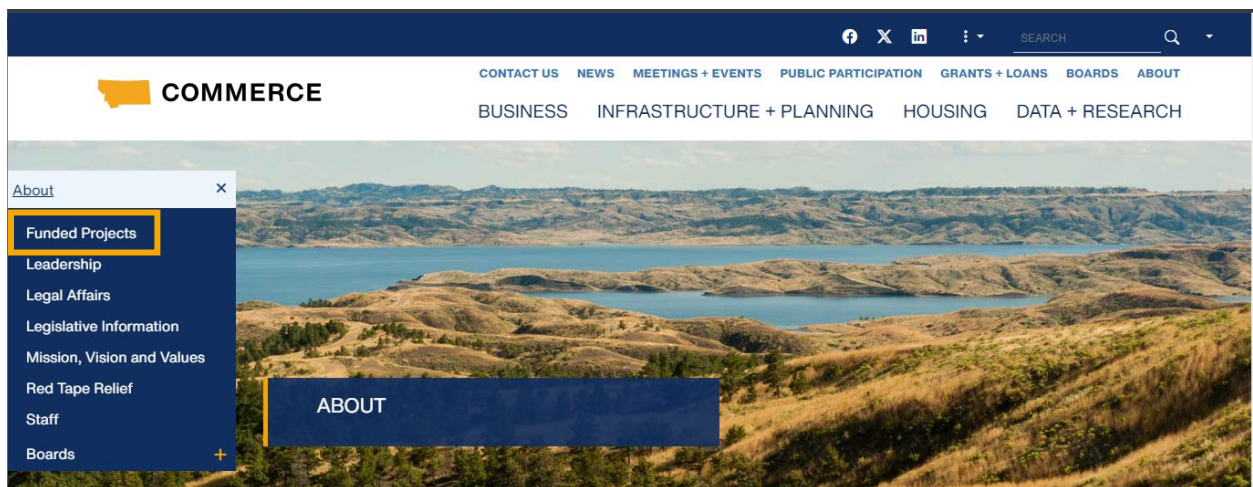 SEARCH
CONTACT US NEWS MEETINGS + EVENTS PUBLIC PARTICIPATION GRANTS + LOANS BOARDS ABOUT
COMMERCE
BUSINESS INFRASTRUCTURE + PLANNING HOUSING DATA + RESEARCH
About
Funded Projects
Leadership
Legal Affairs
Legislative Information
Mission, Vision and Values
Red Tape Relief
Staff
Boards +
ABOUT